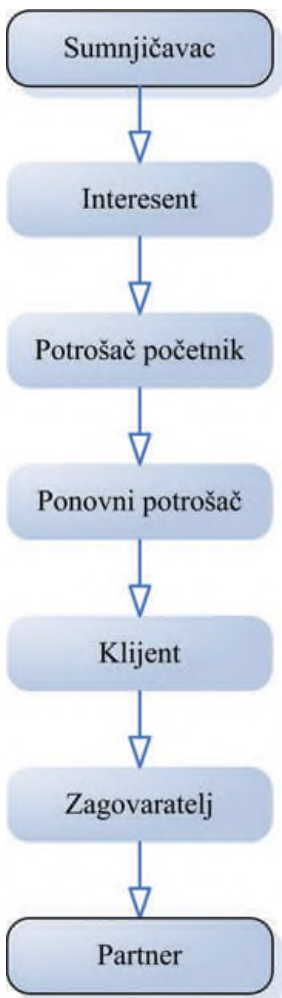 Sumnjičavac
Interesent
Potrošač početnik
Ponovni potrošač
Klijent
Zagovaratelj
Partner